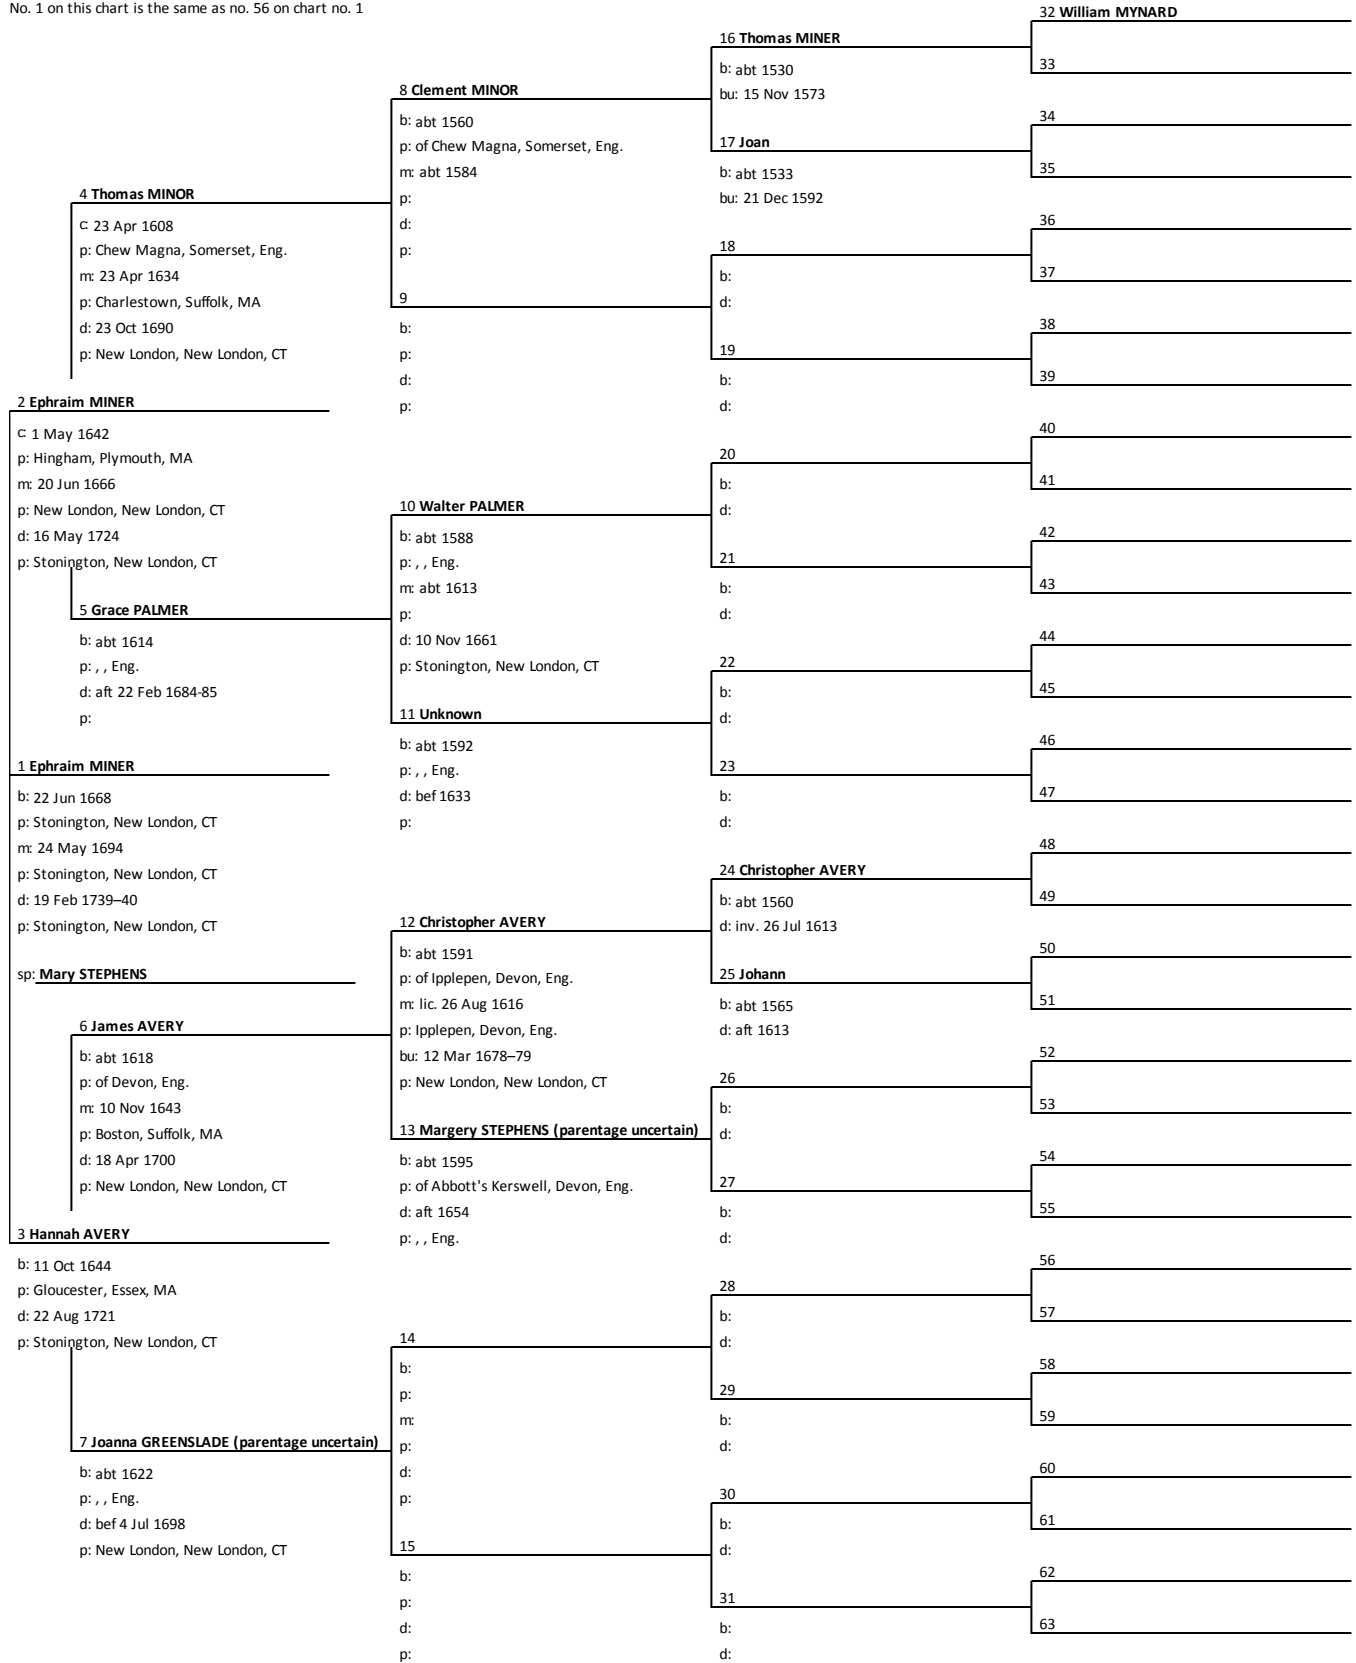 No. 1 on this chart is the same as no. 56 on chart no. 1
4 Thomas MINOR
c: 23 Apr 1608
p: Chew Magna, Somerset, Eng.
m: 23 Apr 1634
p: Charlestown, Suffolk, MA
d: 23 Oct 1690
p: New London, New London, CT
2 Ephraim MINER
c: 1 May 1642
p: Hingham, Plymouth, MA
m: 20 Jun 1666
p: New London, New London, CT
d: 16 May 1724
p: Stonington, New London, CT
5 Grace PALMER
b: abt 1614
p: , , Eng.
d: aft 22 Feb 1684-85
p:
1 Ephraim MINER
b: 22 Jun 1668
p: Stonington, New London, CT
m: 24 May 1694
p: Stonington, New London, CT
d: 19 Feb 1739–40
p: Stonington, New London, CT
sp: Mary STEPHENS
6 James AVERY
b: abt 1618
p: of Devon, Eng.
m: 10 Nov 1643
p: Boston, Suffolk, MA
d: 18 Apr 1700
p: New London, New London, CT
3 Hannah AVERY
b: 11 Oct 1644
p: Gloucester, Essex, MA
d: 22 Aug 1721
p: Stonington, New London, CT
7 Joanna GREENSLADE (parentage uncertain)
b: abt 1622
p: , , Eng.
d: bef 4 Jul 1698
p: New London, New London, CT
8 Clement MINOR
b: abt 1560
p: of Chew Magna, Somerset, Eng.
m: abt 1584
p:
d:
p:
9
b:
p:
d:
p:
10 Walter PALMER
b: abt 1588
p: , , Eng.
m: abt 1613
p:
d: 10 Nov 1661
p: Stonington, New London, CT
11 Unknown
b: abt 1592
p: , , Eng.
d: bef 1633
p:
12 Christopher AVERY
b: abt 1591
p: of Ipplepen, Devon, Eng.
m: lic. 26 Aug 1616
p: Ipplepen, Devon, Eng.
bu: 12 Mar 1678–79
p: New London, New London, CT
13 Margery STEPHENS (parentage uncertain)
b: abt 1595
p: of Abbott's Kerswell, Devon, Eng.
d: aft 1654
p: , , Eng.
14
b:
p:
m:
p:
d:
p:
15
b:
p:
d:
p:
16 Thomas MINER
b: abt 1530
bu: 15 Nov 1573
17 Joan
b: abt 1533
bu: 21 Dec 1592
18
b:
d:
19
b:
d:
20
b:
d:
21
b:
d:
22
b:
d:
23
b:
d:
24 Christopher AVERY
b: abt 1560
d: inv. 26 Jul 1613
25 Johann
b: abt 1565
d: aft 1613
26
b:
d:
27
b:
d:
28
b:
d:
29
b:
d:
30
b:
d:
31
b:
d:
32 William MYNARD
33
34
35
36
37
38
39
40
41
42
43
44
45
46
47
48
49
50
51
52
53
54
55
56
57
58
59
60
61
62
63